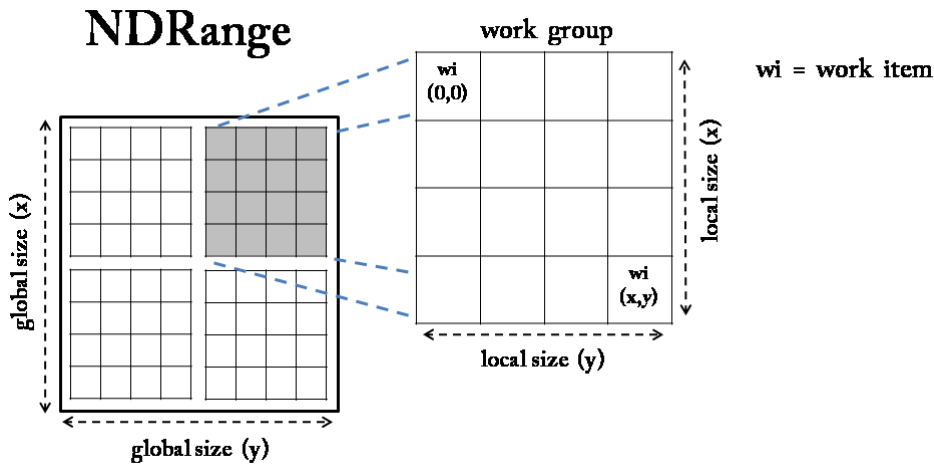 NDRange
work group
wi = work item
wi
(0,0)
global size (x)
local size (x)
wi
(x,y)
local size (y)
global size (y)